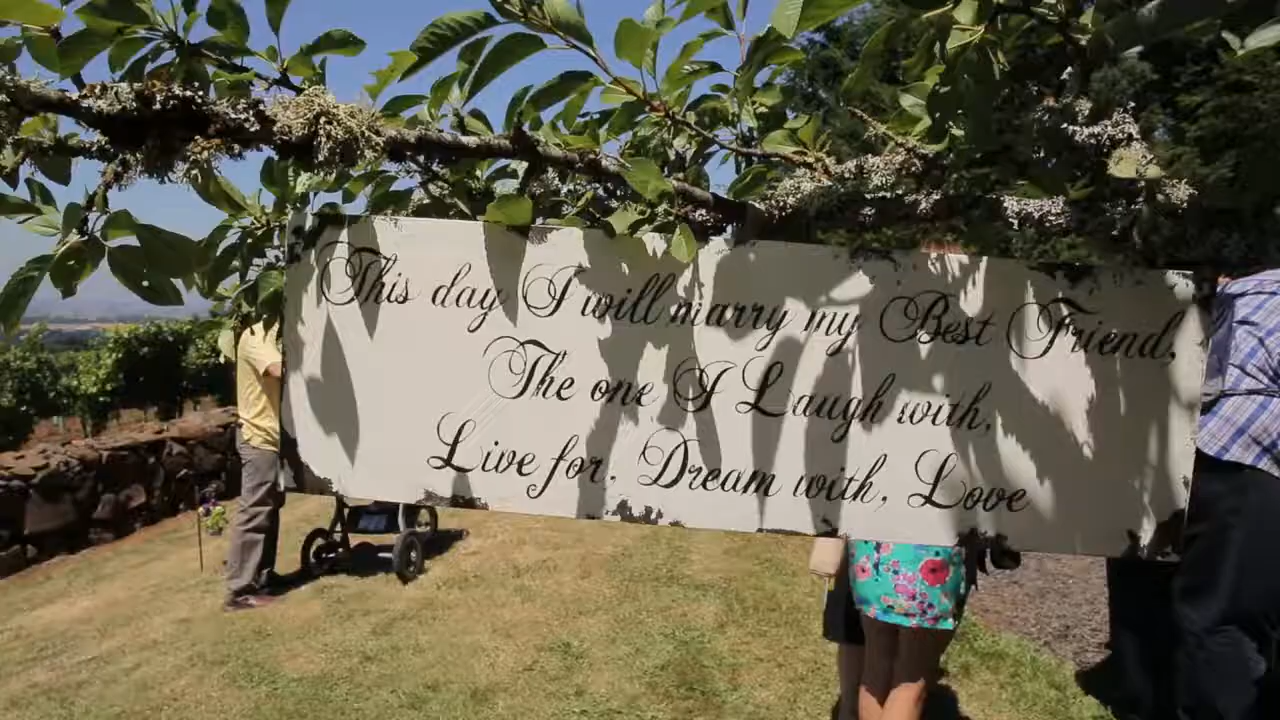 This day I will marry my Best Friend,
The one I Laugh with,
Live for, Dream with, Love